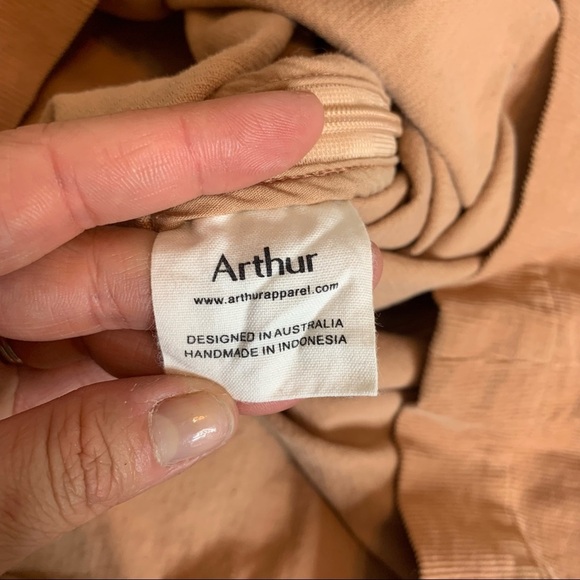 Arthur
www.arthurapparel.com
DESIGNED IN AUSTRALIA
HANDMADE IN INDONESIA